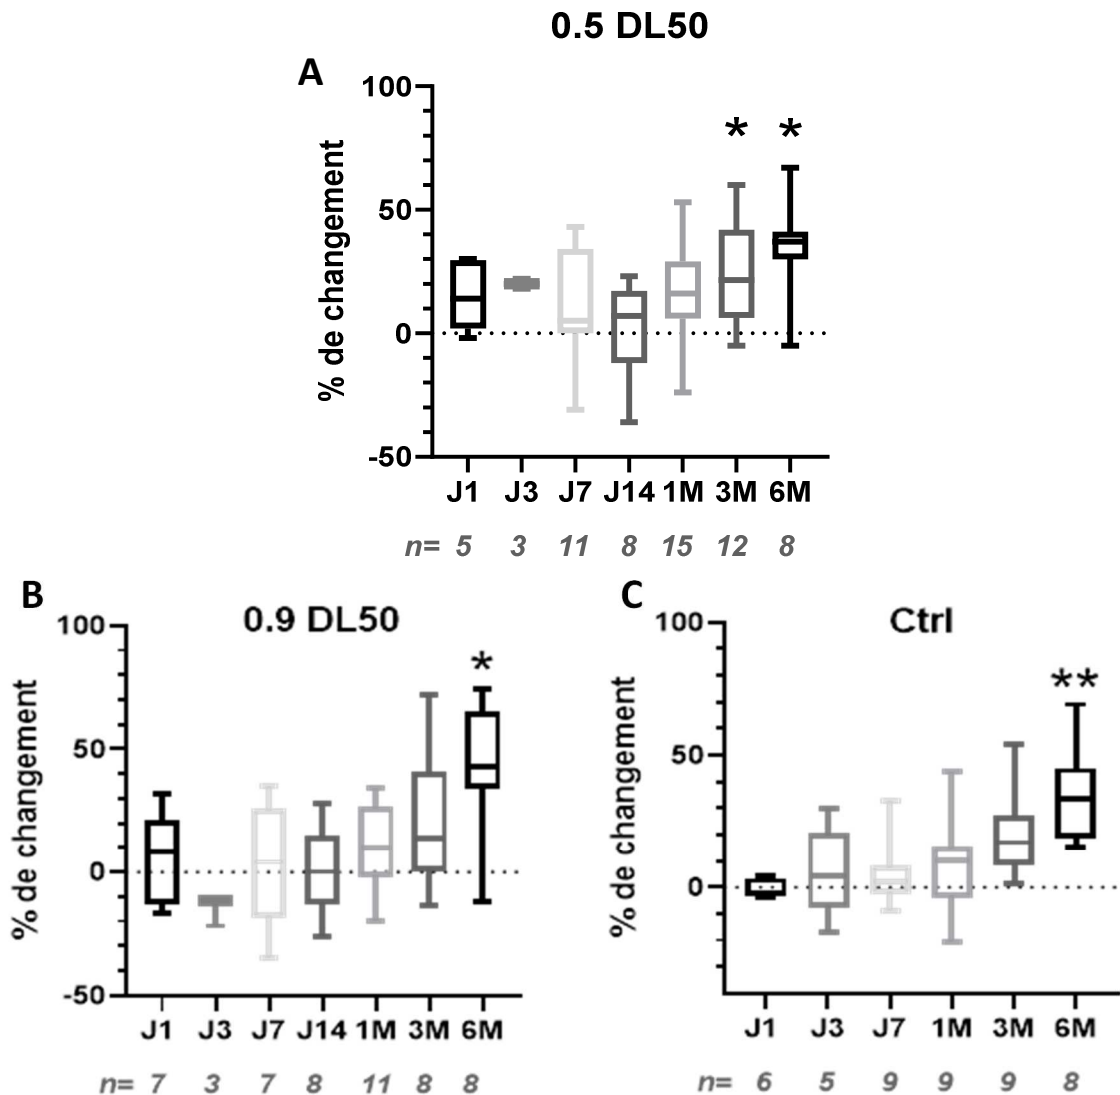 0.5 DL50
A
100
* *
50
0
-50
% de changement
J1 J3 J7 J14 1M 3M 6M
n= 5 3 11 8 15 12 8
B
0.9 DL50
100
*
50
0
-50
% de changement
J1 J3 J7 J14 1M 3M 6M
n= 7 3 7 8 11 8 8
C
Ctrl
100
**
50
0
% de changement
J1 J3 J7 1M 3M 6M
n= 6 5 9 9 9 8